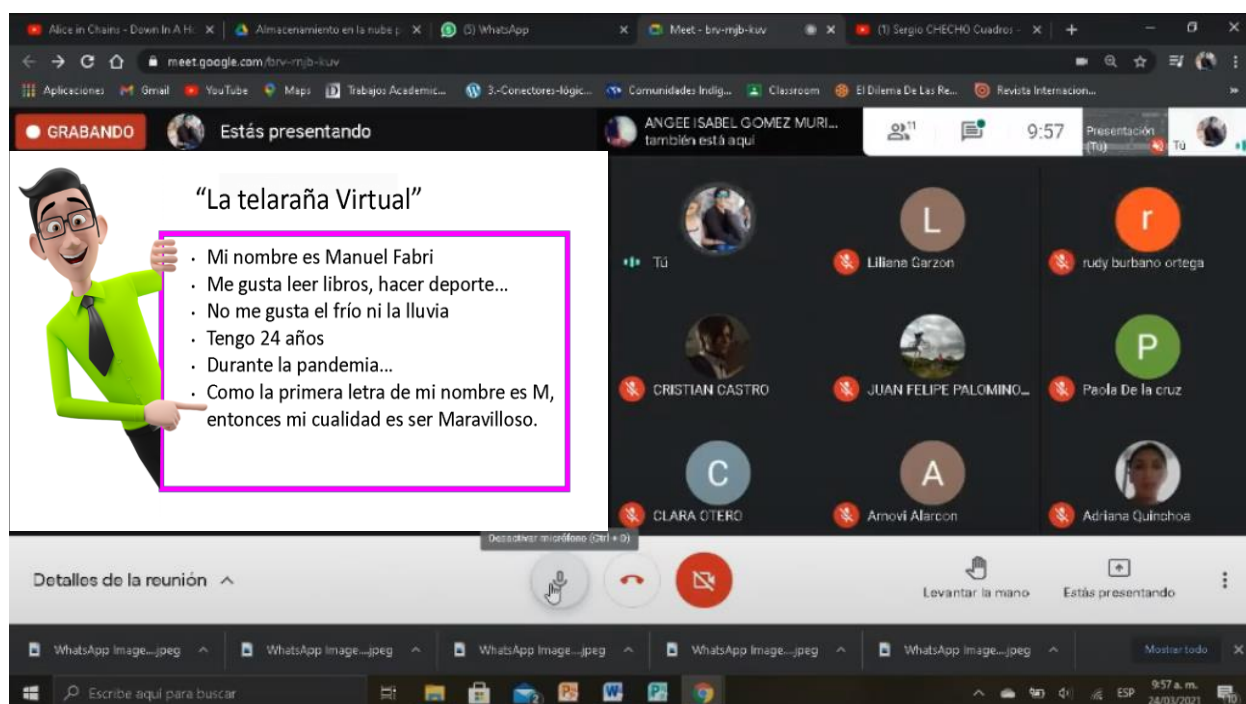 Alice in Chains - Down In A H
Almacenamiento en la nube p
(5) WhatsApp
Meet - brv-mjb-kuv
(1) Sergio CHECHO Cuadros -
meet.google.com/brv-rnjb-kuv
Aplicaciones
Gmail
YouTube
Maps
Trabajos Academic...
3.-Conectores-lógic...
Comunidades Indíg...
Classroom
El Dilema De Las Re...
Revista Internacion...
GRABANDO
Estás presentando
ANGEE ISABEL GOMEZ MURI...
también está aquí
11
9:57
Presentación
(Tú)
Tú
“La telaraña Virtual”
· Mi nombre es Manuel Fabri
· Me gusta leer libros, hacer deporte...
· No me gusta el frío ni la lluvia
· Tengo 24 años
· Durante la pandemia...
· Como la primera letra de mi nombre es M,
entonces mi cualidad es ser Maravilloso.
Tú
L
Liliana Garzon
r
rudy burbano ortega
CRISTIAN CASTRO
JUAN FELIPE PALOMINO...
P
Paola De la cruz
C
CLARA OTERO
A
Arnovi Alarcon
Adriana Quinchoa
Desactivar micrófono (Ctrl + D)
Detalles de la reunión
Levantar la mano
Estás presentando
WhatsApp Image....jpeg
WhatsApp Image....jpeg
WhatsApp Image....jpeg
WhatsApp Image....jpeg
WhatsApp Image....jpeg
Mostrar todo
Escribe aquí para buscar
ESP
9:57 a. m.
24/03/2021